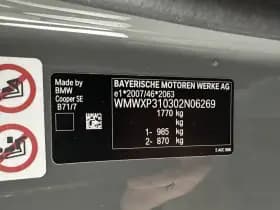 Made by
BMW
Cooper SE
B71/7
BAYERISCHE MOTOREN WERKE AG
e1*2007/46*2063
WMWXP310302N06269
1770 kg
kg
1- 985 kg
2- 870 kg